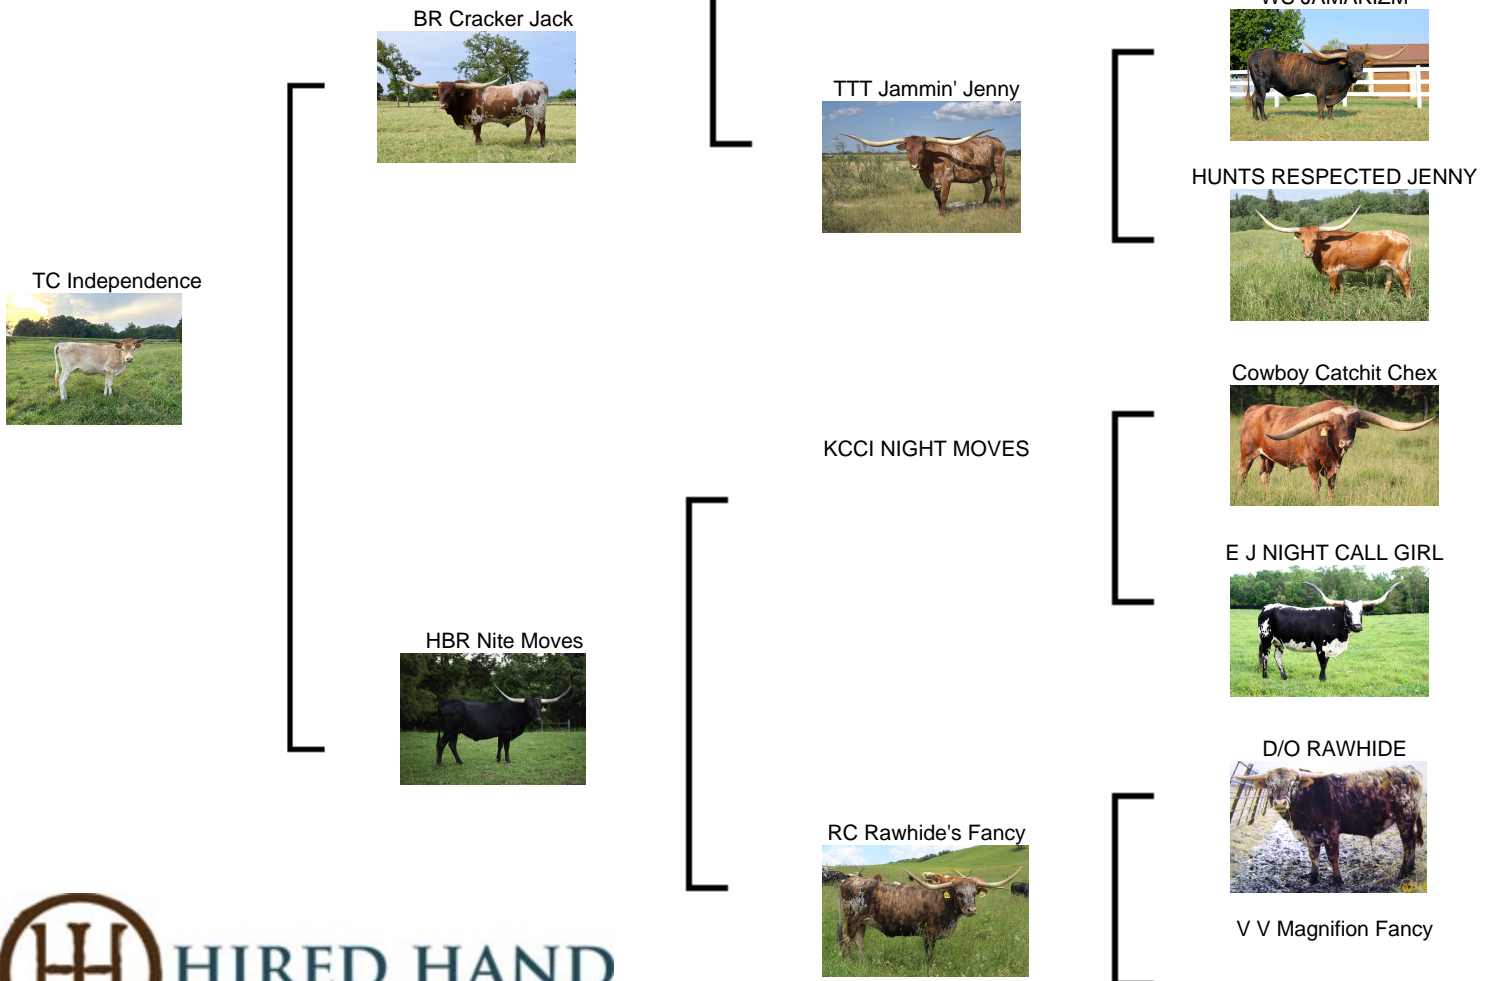 BR Cracker Jack
TTT Jammin' Jenny
HUNTS RESPECTED JENNY
TC Independence
Cowboy Catchit Chex
KCCI NIGHT MOVES
E J NIGHT CALL GIRL
HBR Nite Moves
D/O RAWHIDE
RC Rawhide's Fancy
V V Magnifion Fancy
HIRED HAND